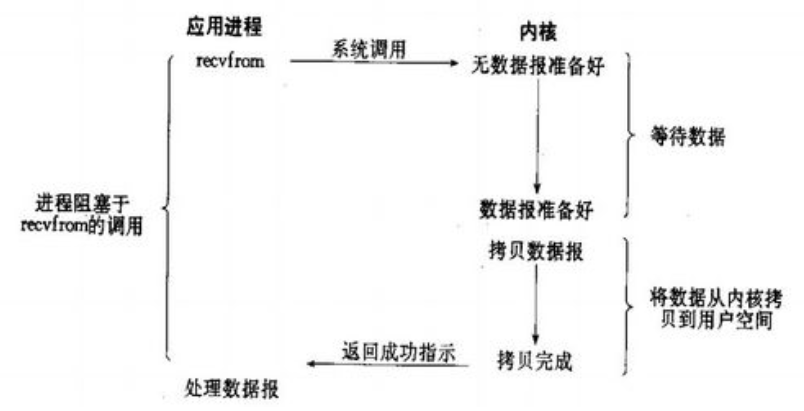 应用进程
内核
recvfrom
系统调用
无数据报准备好
等待数据
进程阻塞于
recvfrom的调用
数据报准备好
拷贝数据报
将数据从内核拷
贝到用户空间
返回成功指示
拷贝完成
处理数据报